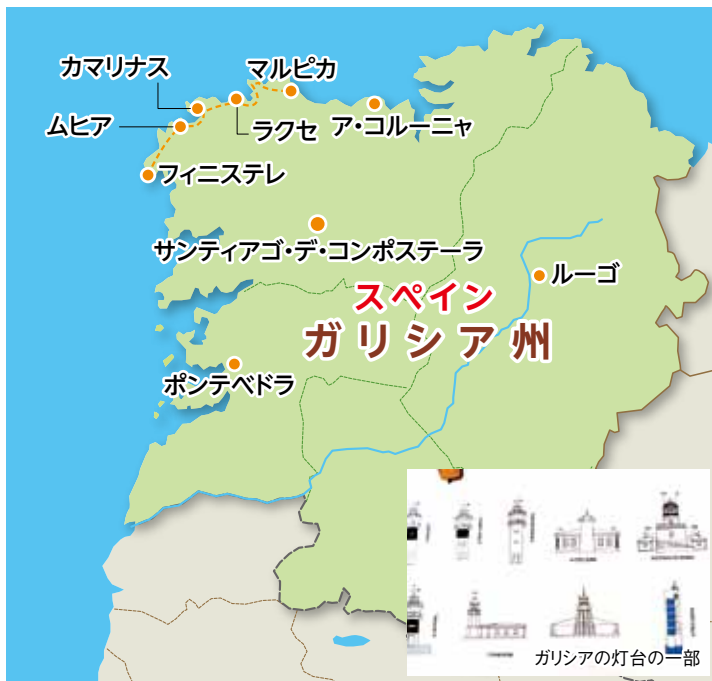 カマリナス
マルピカ
ムヒア
ラクセ
ア・コルーニャ
フィニステレ
サンティアゴ・デ・コンポステーラ
ルーゴ
スペイン
ガリシア州
ポンテベドラ
ガリシアの灯台の一部